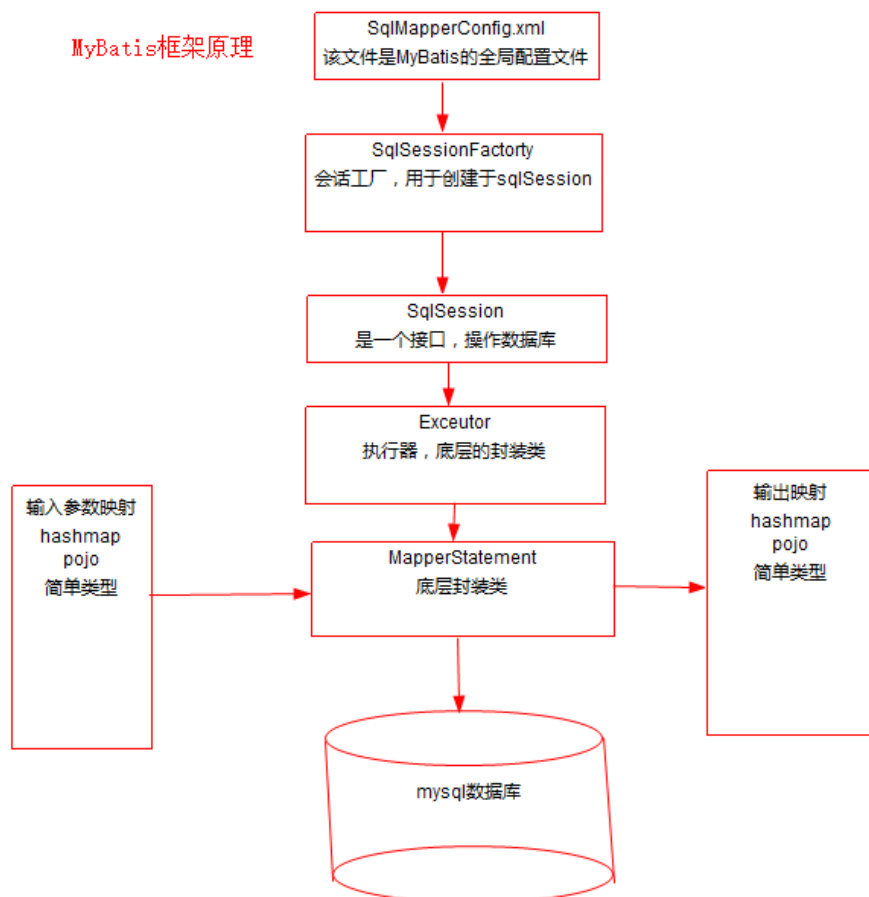 MyBatis框架原理
SqlMapperConfig.xml
该文件是MyBatis的全局配置文件
SqlSessionFactorty
会话工厂，用于创建于sqlSession
SqlSession
是一个接口，操作数据库
Exceutor
执行器，底层的封装类
输入参数映射
hashmap
pojo
简单类型
MapperStatement
底层封装类
输出映射
hashmap
pojo
简单类型
mysql数据库